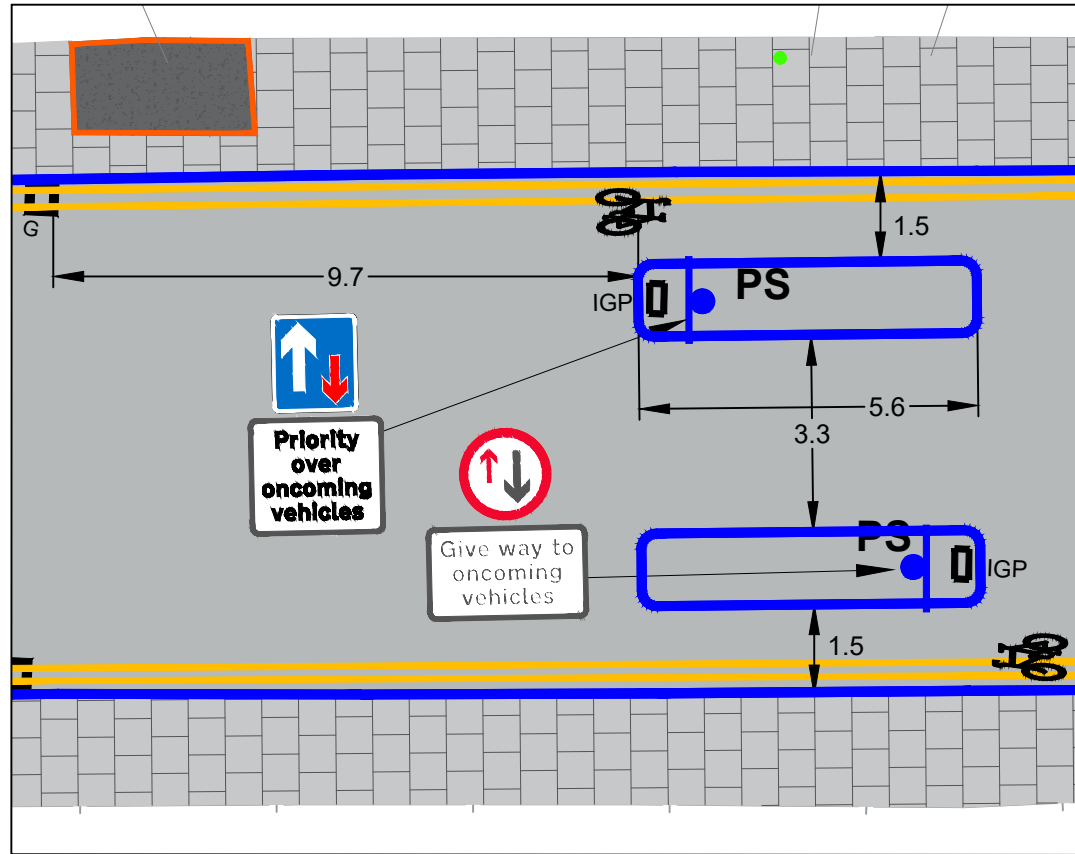 1.5
G
9.7
PS
IGP
5.6
3.3
Priority
over
oncoming
vehicles
PS
Give way to
oncoming
vehicles
IGP
1.5